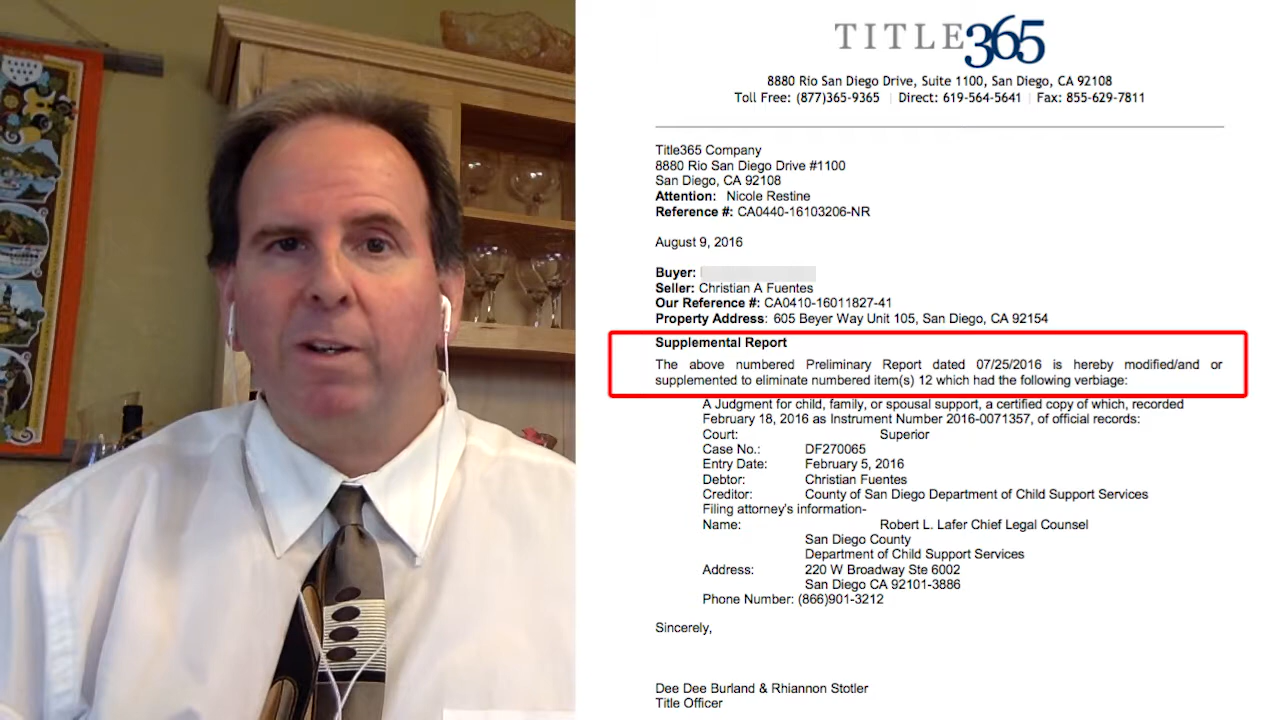 TITLE365
8880 Rio San Diego Drive, Suite 1100, San Diego, CA 92108
Toll Free: (877)365-9365 | Direct: 619-564-5641 | Fax: 855-629-7811
Title365 Company
8880 Rio San Diego Drive #1100
San Diego, CA 92108
Attention: Nicole Restine
Reference #: CA0440-16103206-NR
August 9, 2016
Buyer:
Seller: Christian A Fuentes
Our Reference #: CA0410-16011827-41
Property Address: 605 Beyer Way Unit 105, San Diego, CA 92154
Supplemental Report
The above numbered Preliminary Report dated 07/25/2016 is hereby modified/and or
supplemented to eliminate numbered item(s) 12 which had the following verbiage:
A Judgment for child, family, or spousal support, a certified copy of which, recorded
February 18, 2016 as Instrument Number 2016-0071357, of official records:
Court: Superior
Case No.: DF270065
Entry Date: February 5, 2016
Debtor: Christian Fuentes
Creditor: County of San Diego Department of Child Support Services
Filing attorney's information-
Name: Robert L. Lafer Chief Legal Counsel
San Diego County
Department of Child Support Services
Address: 220 W Broadway Ste 6002
San Diego CA 92101-3886
Phone Number: (866)901-3212
Sincerely,
Dee Dee Burland & Rhiannon Stotler
Title Officer